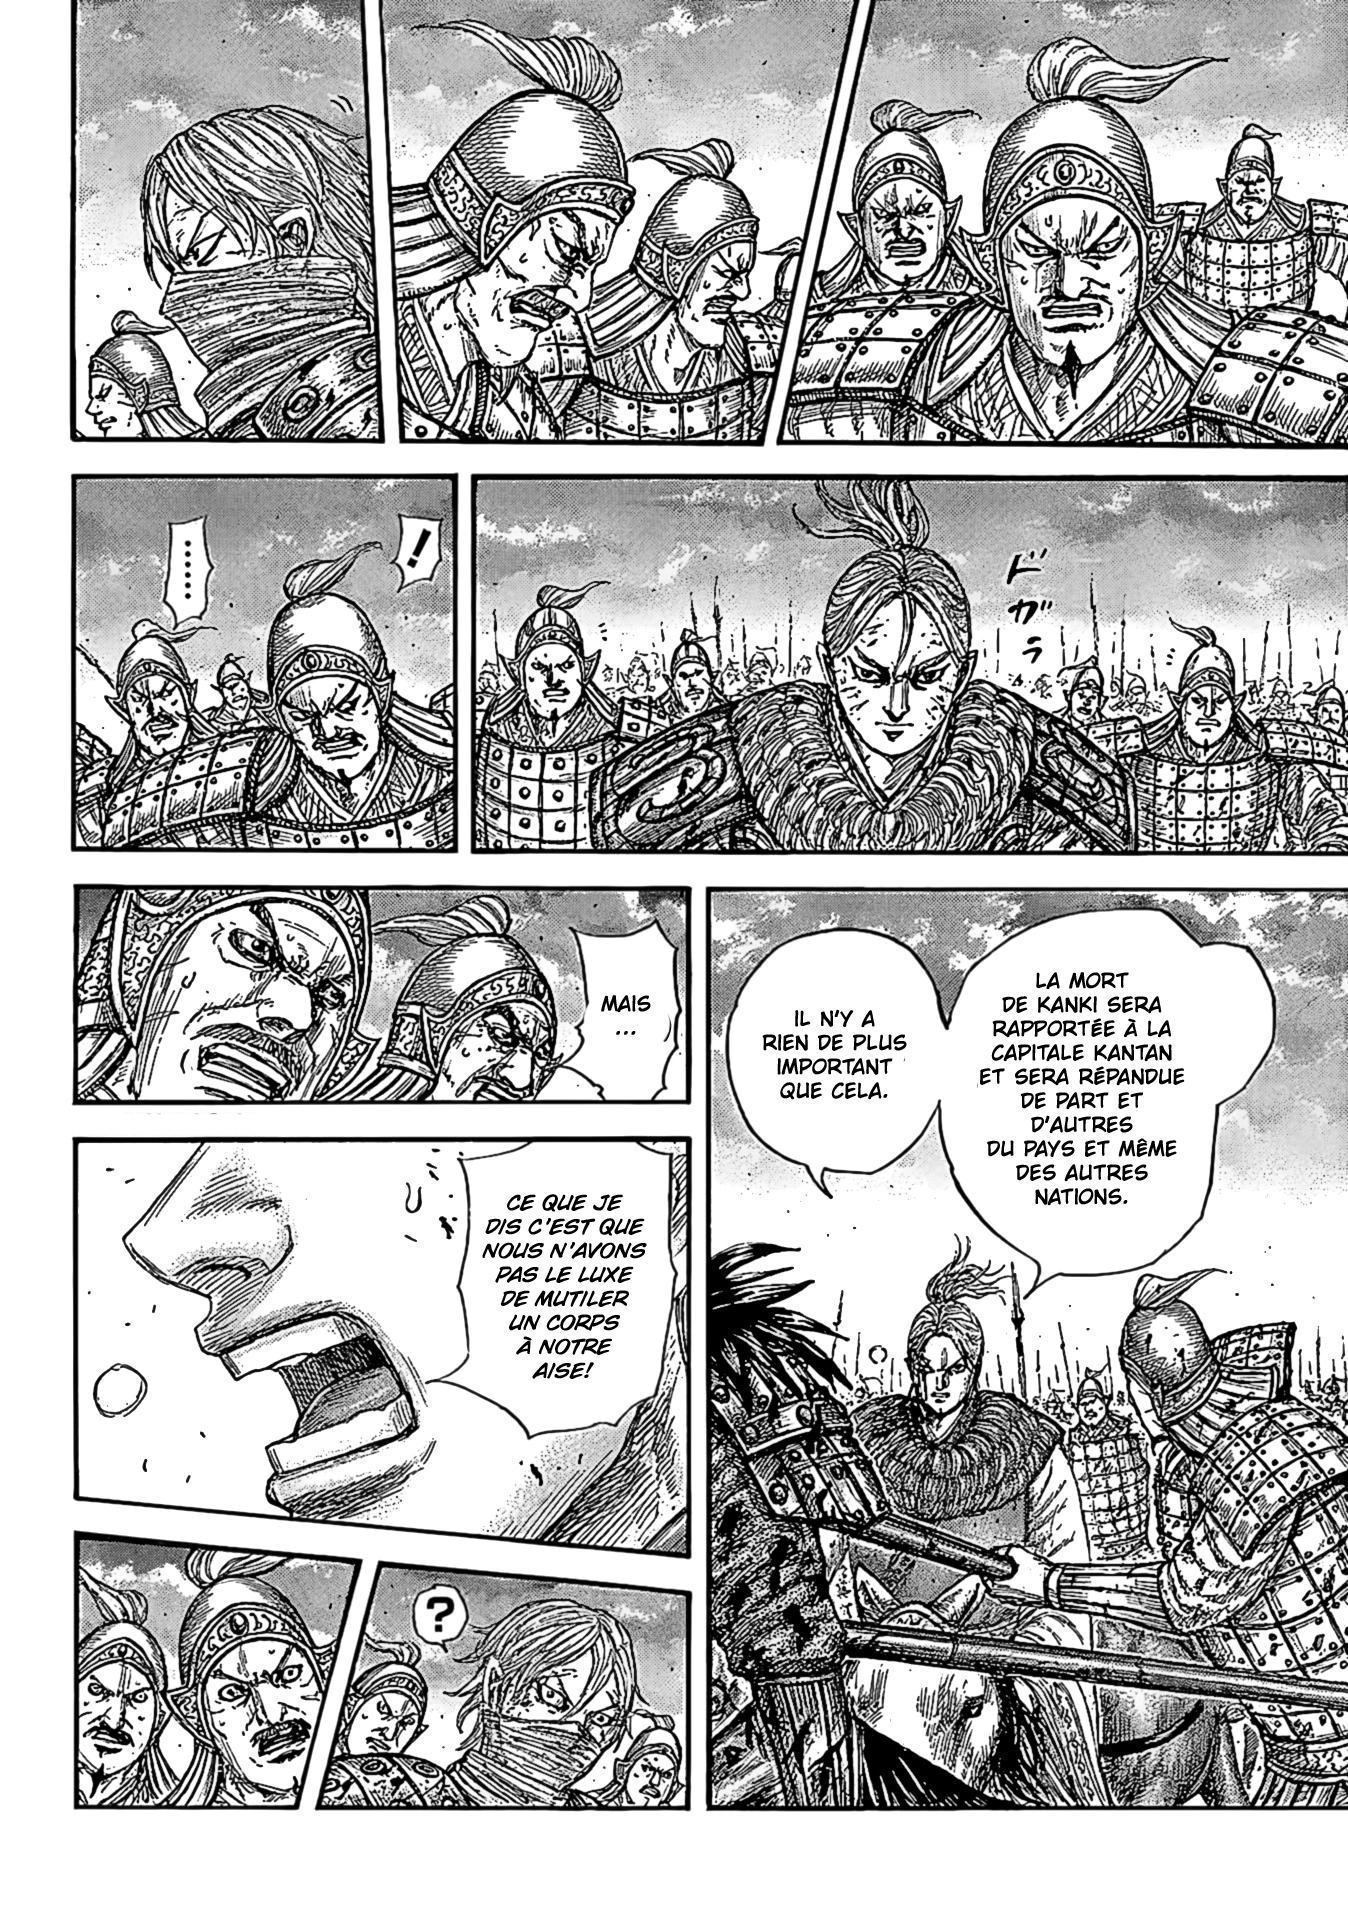 ドガラ
!
......
LA MORT
DE KANKI SERA
RAPPORTÉE À LA
CAPITALE KANTAN
ET SERA RÉPANDUE
DE PART ET
D'AUTRES
DU PAYS ET MÊME
DES AUTRES
NATIONS.
IL N'Y A
RIEN DE PLUS
IMPORTANT
QUE CELA.
MAIS
...
CE QUE JE
DIS C'EST QUE
NOUS N'AVONS
PAS LE LUXE
DE MUTILER
UN CORPS
À NOTRE
AISE!
?